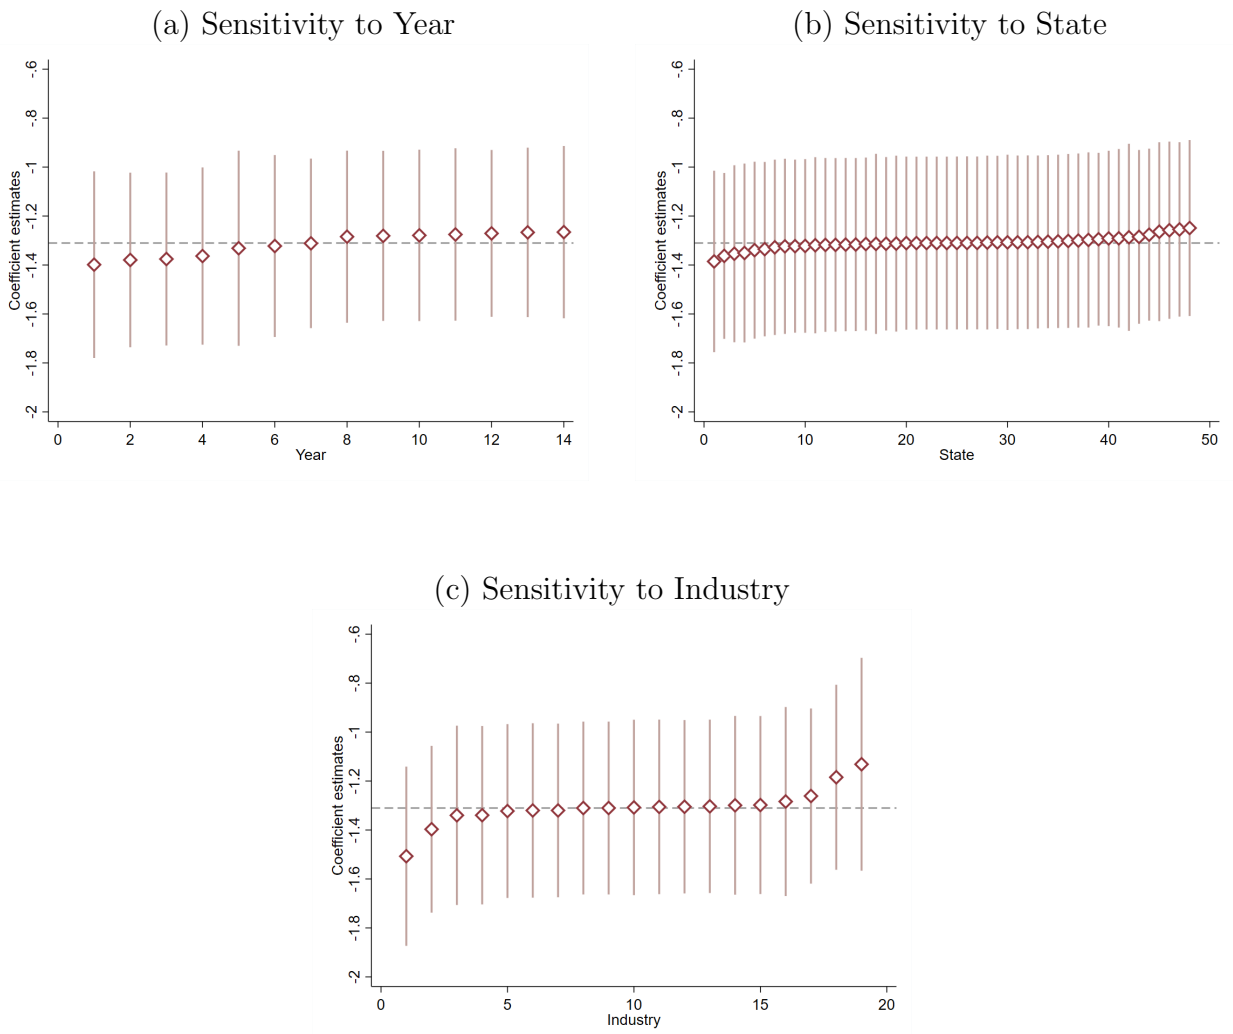 (a) Sensitivity to Year
Coefficient estimates
-.6
-.8
-1
-1.2
-1.4
-1.6
-1.8
-2
0 2 4 6 8 10 12 14
Year
(b) Sensitivity to State
Coefficient estimates
-.6
-.8
-1
-1.2
-1.4
-1.6
-1.8
-2
0 10 20 30 40 50
State
(c) Sensitivity to Industry
Coefficient estimates
-.6
-.8
-1
-1.2
-1.4
-1.6
-1.8
-2
0 5 10 15 20
Industry